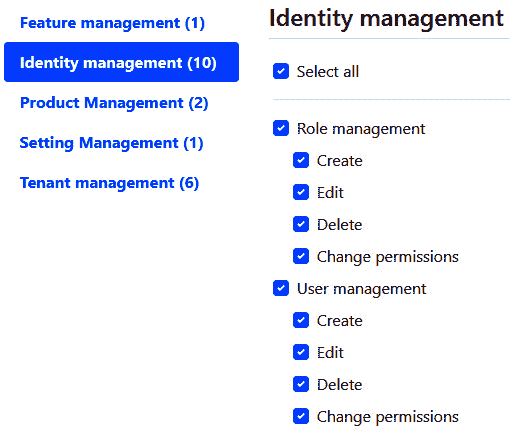 Feature management (1)
Identity management (10)
Product Management (2)
Setting Management (1)
Tenant management (6)
Identity management
Select all
Role management
Create
Edit
Delete
Change permissions
User management
Create
Edit
Delete
Change permissions